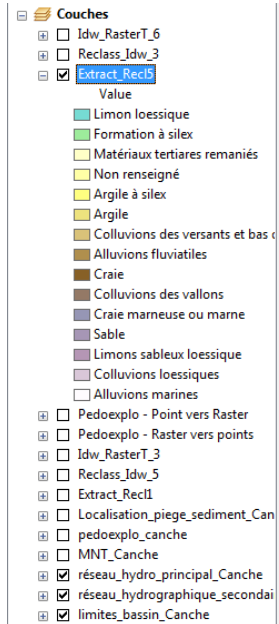 Couches
Idw_RasterT_6
Reclass_Idw_3
Extract_Recl5
Value
Limon loessique
Formation à silex
Matériaux tertiares remaniés
Non renseigné
Argile à silex
Argile
Colluvions des versants et bas
Alluvions fluviatiles
Craie
Colluvions des vallons
Craie marneuse ou marne
Sable
Limons sableux loessique
Colluvions loessiques
Alluvions marines
Pedoexplo - Point vers Raster
Pedoexplo - Raster vers points
Idw_RasterT_3
Reclass_Idw_5
Extract_Recl1
Localisation_piege_sediment_Can
pedoexplo_canche
MNT_Canche
réseau_hydro_principal_Canche
réseau_hydrographique_secondai
limites_bassin_Canche